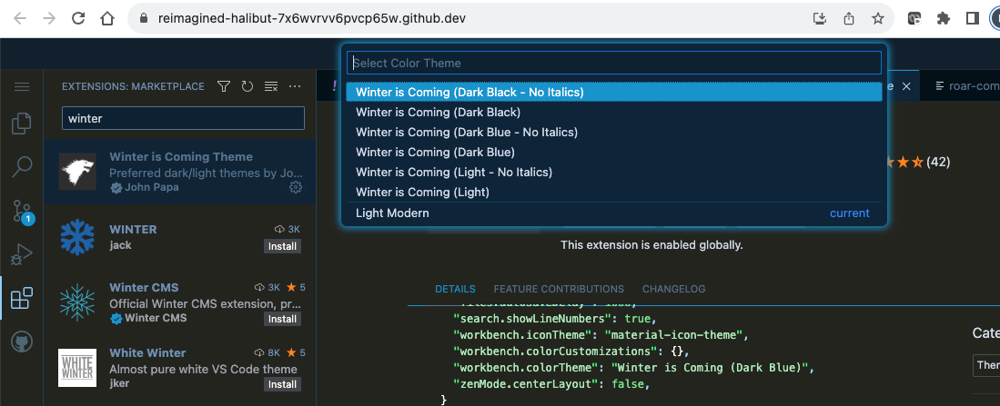 reimagined-halibut-7x6wvrvv6pvcp65w.github.dev
Select Color Theme
Winter is Coming (Dark Black - No Italics)
Winter is Coming (Dark Black)
Winter is Coming (Dark Blue - No Italics)
Winter is Coming (Dark Blue)
Winter is Coming (Light - No Italics)
Winter is Coming (Light)
Light Modern current
EXTENSIONS: MARKETPLACE
winter
Winter is Coming Theme
Preferred dark/light themes by Jo...
John Papa
WINTER 3K
jack Install
Winter CMS 3K 5
Official Winter CMS extension, pr...
Winter CMS Install
White Winter 8K 5
Almost pure white VS Code theme
jker Install
WHITE
WINTER
1
!
e
roar-com
(42)
This extension is enabled globally.
DETAILS FEATURE CONTRIBUTIONS CHANGELOG
"search.showLineNumbers": true,
"workbench.iconTheme": "material-icon-theme",
"workbench.colorCustomizations": {},
"workbench.colorTheme": "Winter is Coming (Dark Blue)",
"zenMode.centerLayout": false,
}
Cate
Then